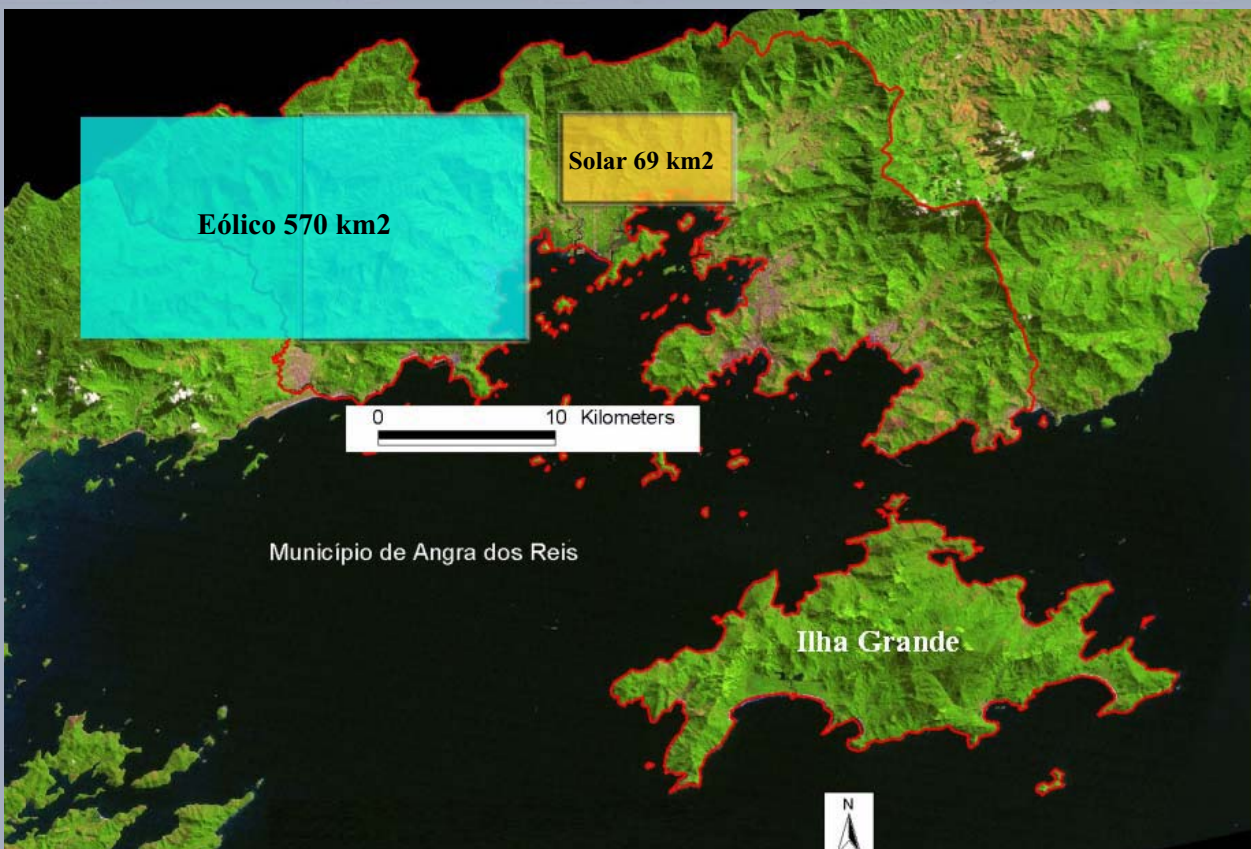 Solar 69 km2
Eólico 570 km2
0 10 Kilometers
Município de Angra dos Reis
Ilha Grande
N